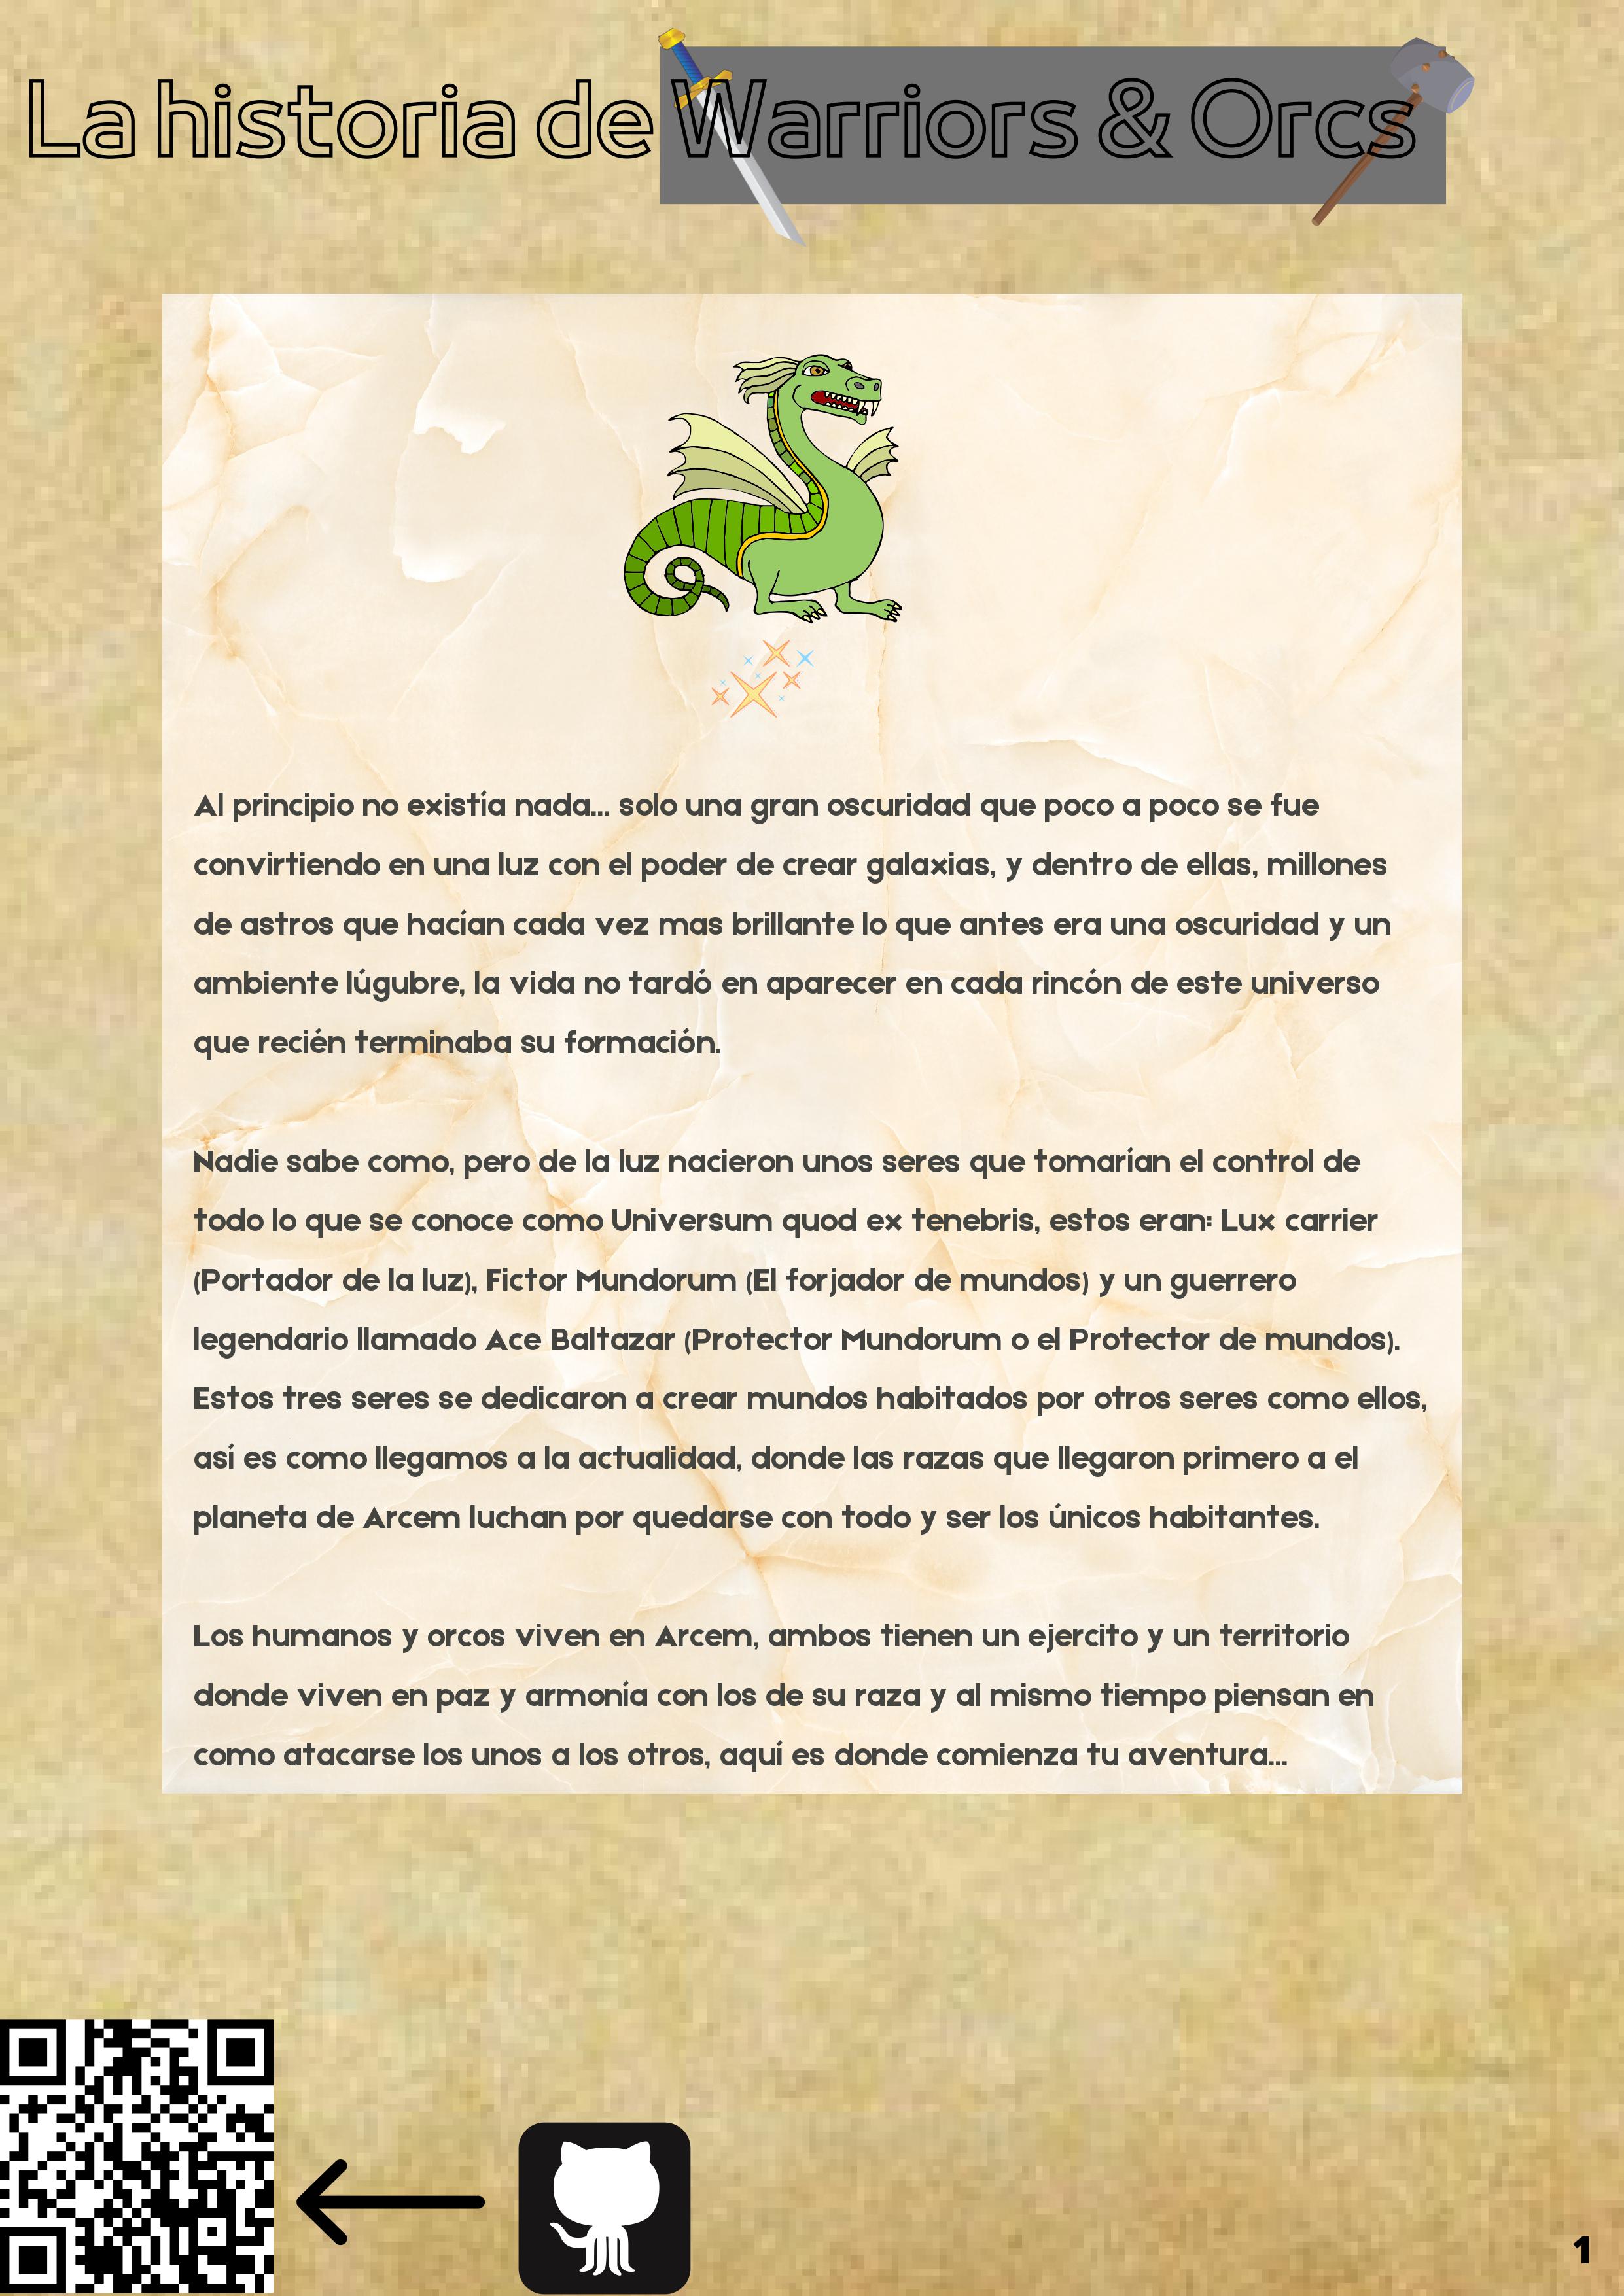 La historia de Warriors & Orcs
Al principio no existía nada... solo una gran oscuridad que poco a poco se fue
convirtiendo en una luz con el poder de crear galaxias, y dentro de ellas, millones
de astros que hacían cada vez mas brillante lo que antes era una oscuridad y un
ambiente lúgubre, la vida no tardó en aparecer en cada rincón de este universo
que recién terminaba su formación.
Nadie sabe como, pero de la luz nacieron unos seres que tomarían el control de
todo lo que se conoce como Universum quod ex tenebris, estos eran: Lux carrier
(Portador de la luz), Fictor Mundorum (El forjador de mundos) y un guerrero
legendario llamado Ace Baltazar (Protector Mundorum o el Protector de mundos).
Estos tres seres se dedicaron a crear mundos habitados por otros seres como ellos,
así es como llegamos a la actualidad, donde las razas que llegaron primero a el
planeta de Arcem luchan por quedarse con todo y ser los únicos habitantes.
Los humanos y orcos viven en Arcem, ambos tienen un ejercito y un territorio
donde viven en paz y armonía con los de su raza y al mismo tiempo piensan en
como atacarse los unos a los otros, aquí es donde comienza tu aventura...
1